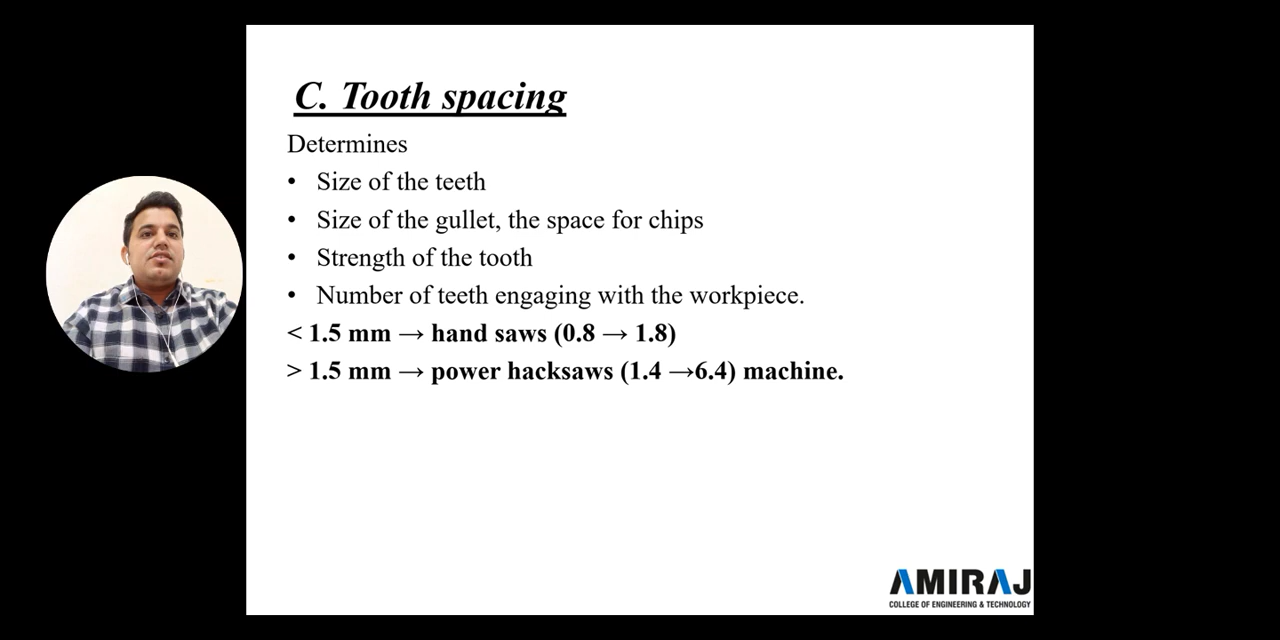 C. Tooth spacing
Determines
• Size of the teeth
• Size of the gullet, the space for chips
• Strength of the tooth
• Number of teeth engaging with the workpiece.
< 1.5 mm → hand saws (0.8 → 1.8)
> 1.5 mm → power hacksaws (1.4 →6.4) machine.
AMIRAJ
COLLEGE OF ENGINEERING & TECHNOLOGY